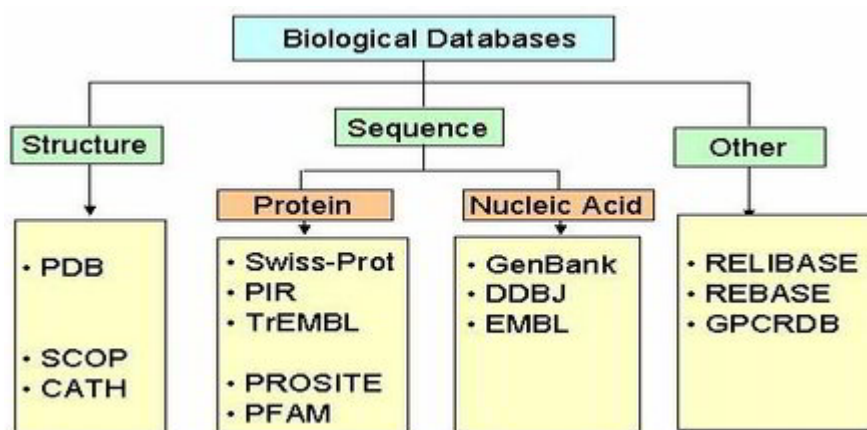 Biological Databases
Structure
Sequence
Other
Protein
Nucleic Acid
• PDB
• SCOP
• CATH
• Swiss-Prot
• PIR
• TrEMBL
• PROSITE
• PFAM
• GenBank
• DDBJ
• EMBL
• RELIBASE
• REBASE
• GPCRDB